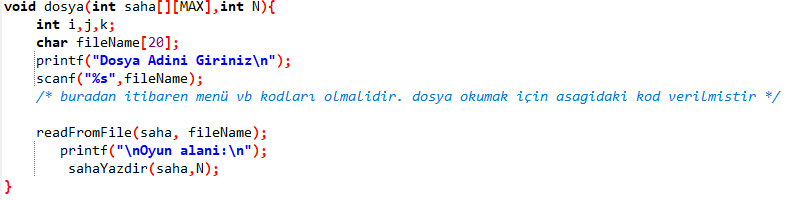 void dosya(int saha[][MAX],int N){
int i,j,k;
char fileName[20];
printf("Dosya Adini Giriniz\n");
scanf("%s",fileName);
/* buradan itibaren menü vb kodları olmalidir. dosya okumak için asagidaki kod verilmistir */
readFromFile(saha, fileName);
printf("\nOyun alani:\n");
sahaYazdir(saha,N);
}